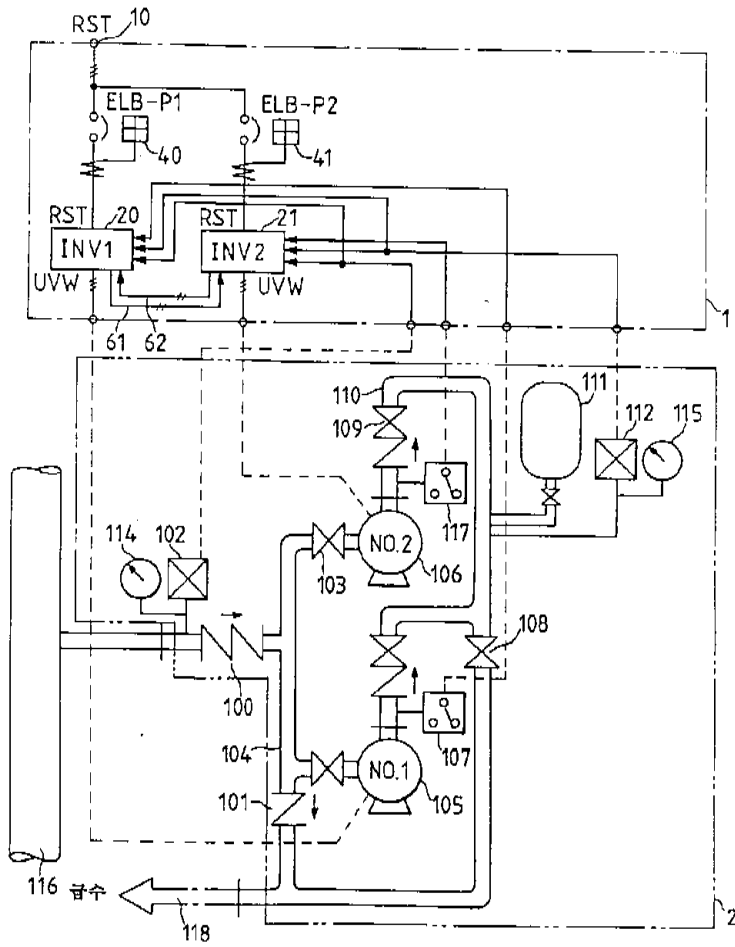 RST 10
ELB-P1
ELB-P2
40
41
RST 20
RST 21
INV1
INV2
UVW
UVW
61 62
1
110
109
111
112
115
117
114
102
103
NO.2
106
108
100
104
107
101
NO.1
105
116
급수
118
2